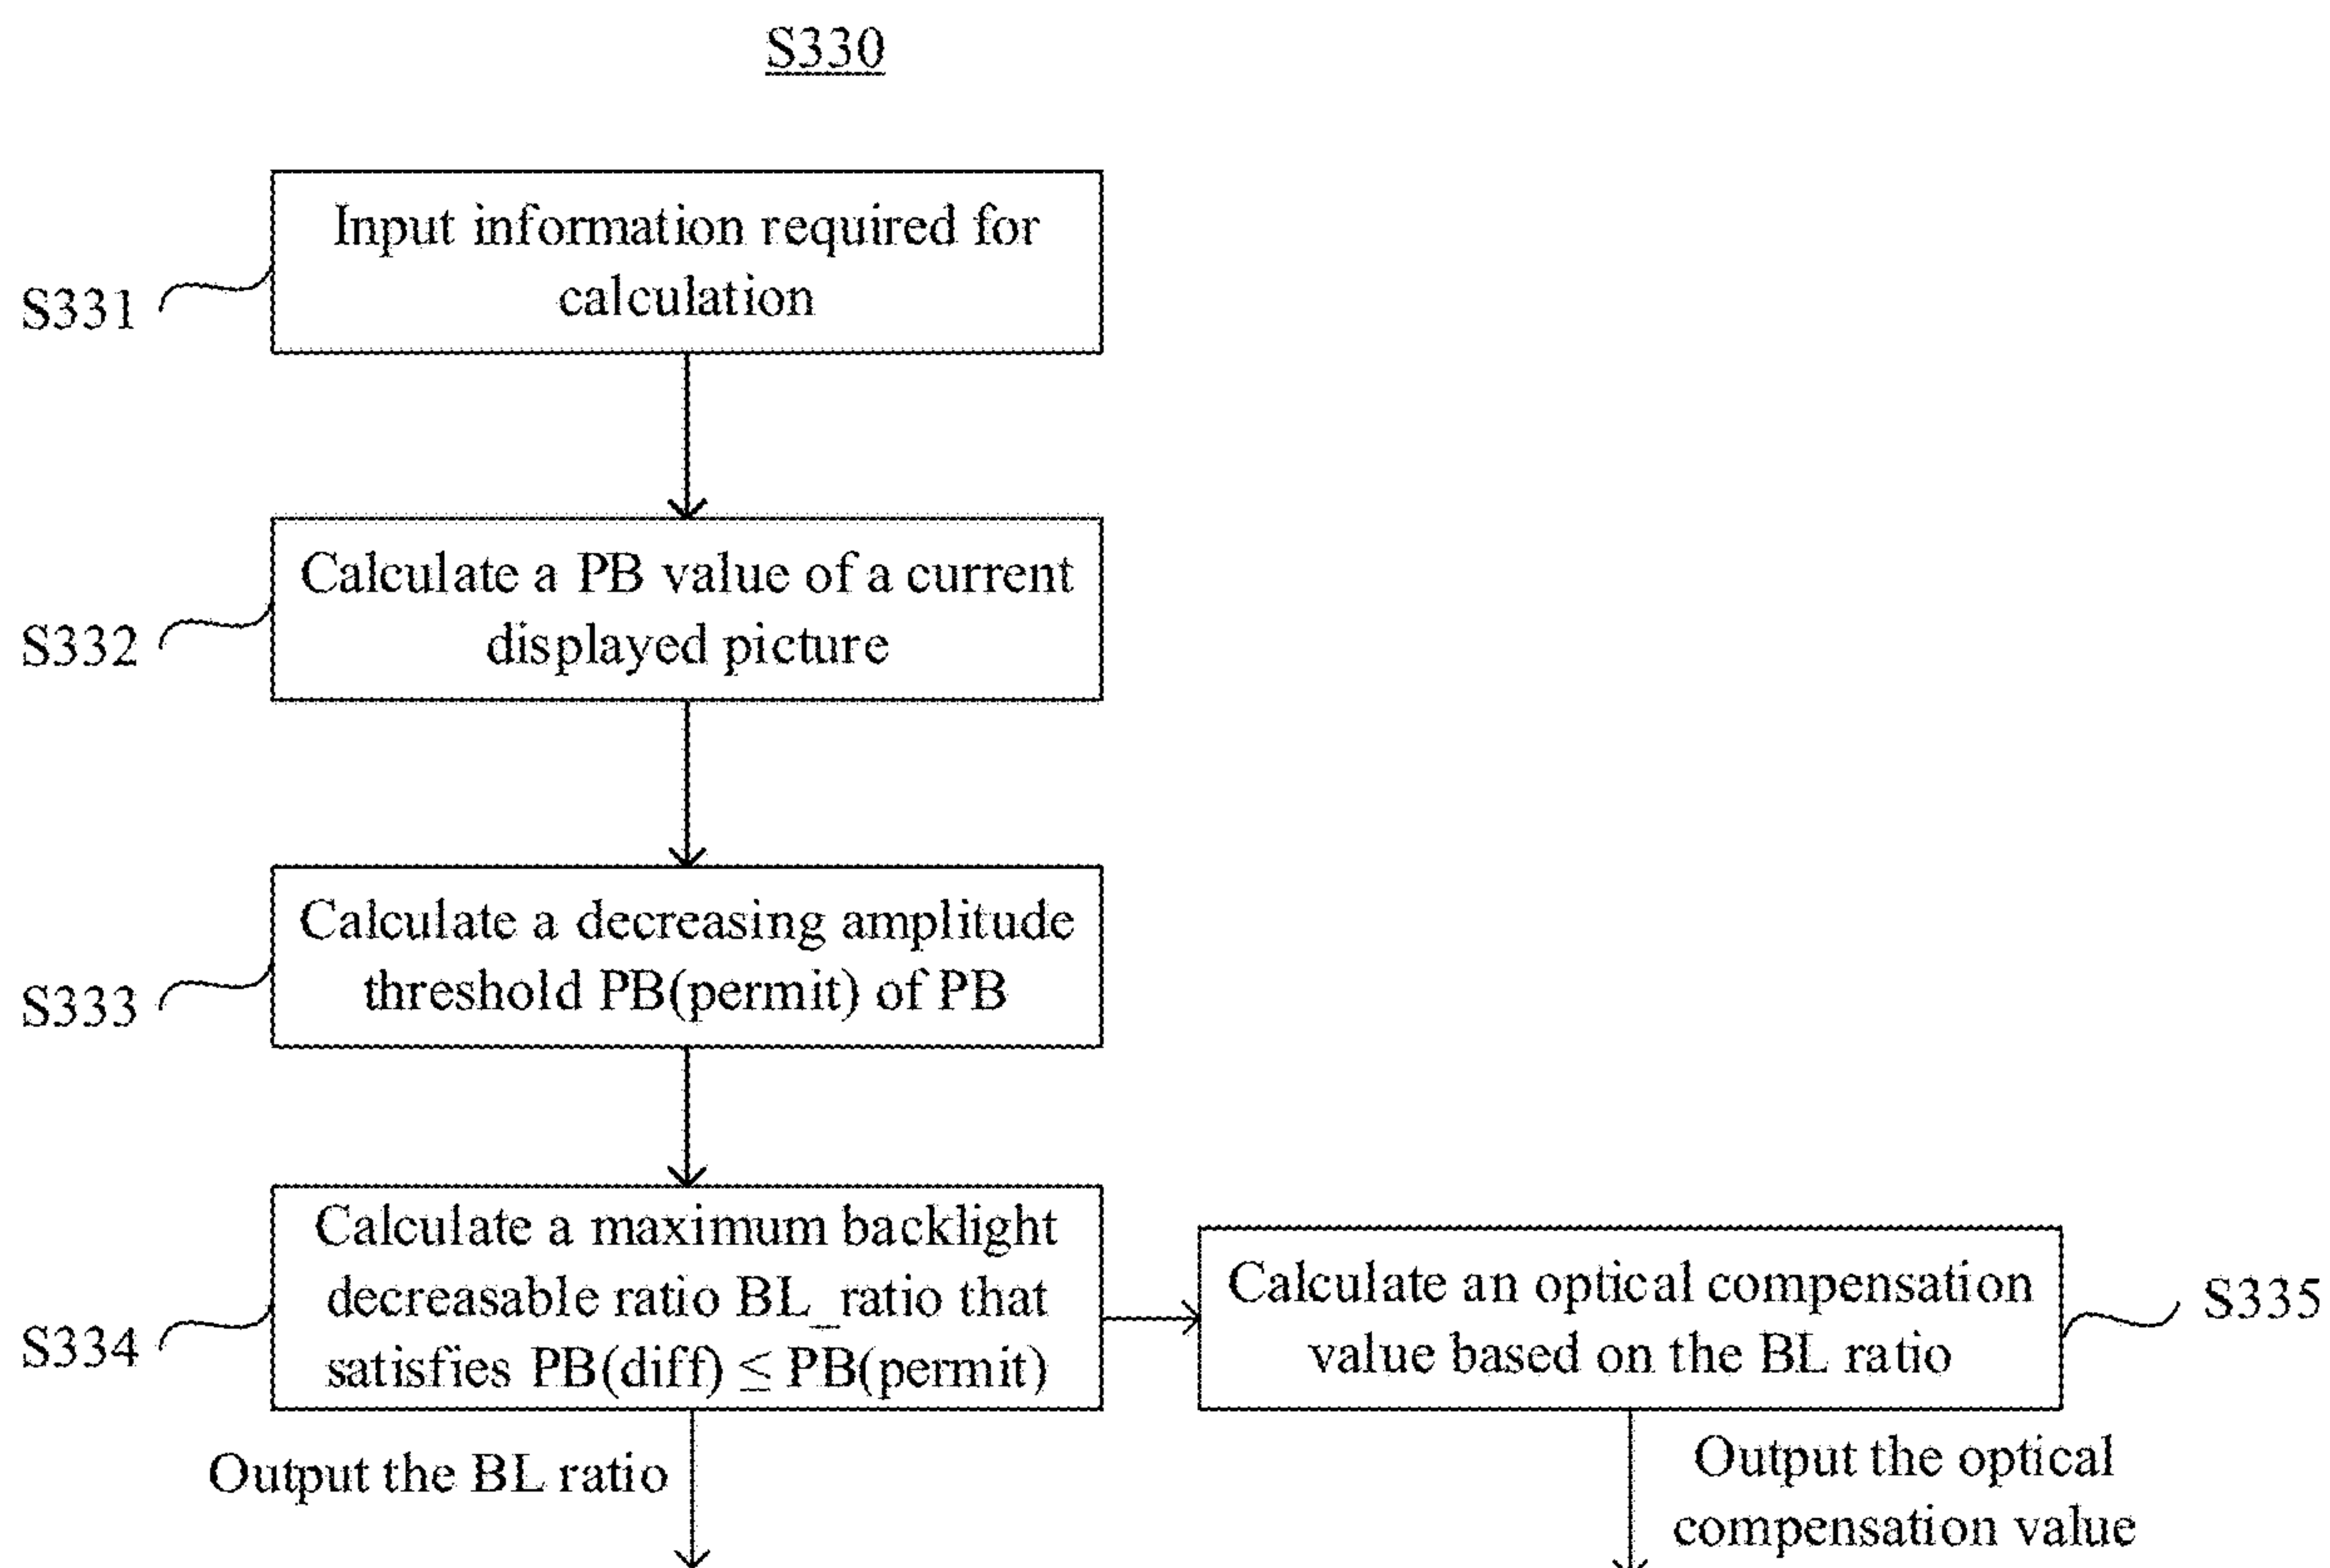 S330
Input information required for
calculation
S331
Calculate a PB value of a current
displayed picture
S332
Calculate a decreasing amplitude
threshold PB(permit) of PB
S333
Calculate a maximum backlight
decreasable ratio BL_ratio that
satisfies PB(diff) ≤ PB(permit)
S334
Calculate an optical compensation
value based on the BL ratio
S335
Output the BL ratio
Output the optical
compensation value